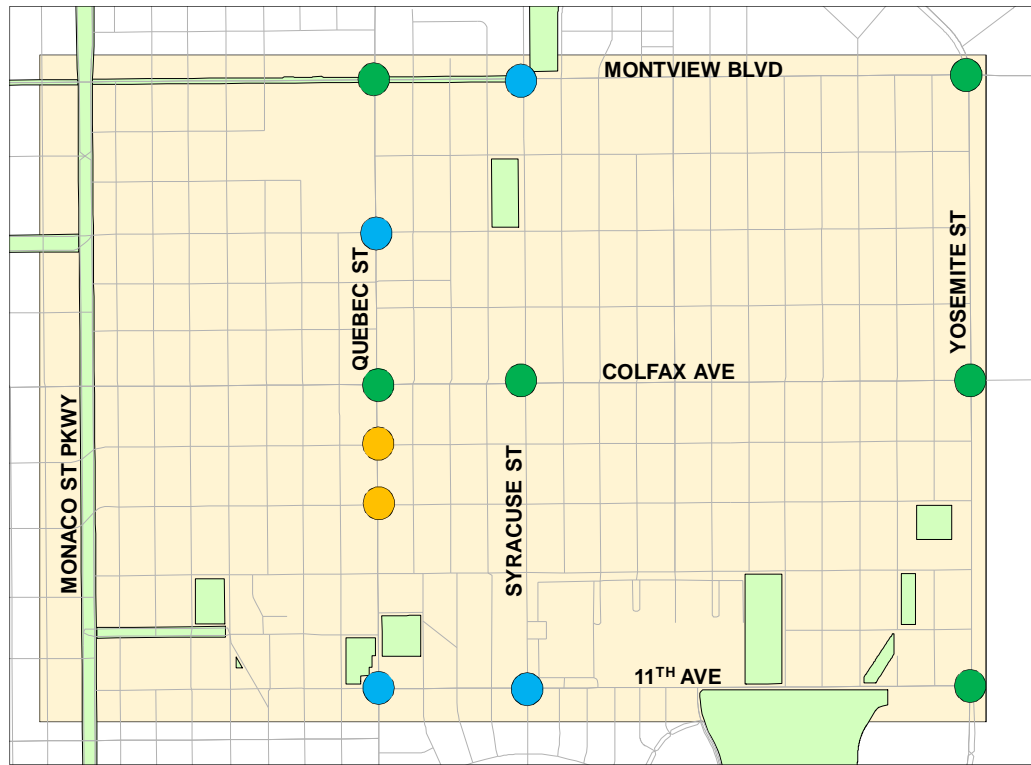 MONTVIEW BLVD
QUEBEC ST
YOSEMITE ST
COLFAX AVE
MONACO ST PKWY
SYRACUSE ST
11TH AVE